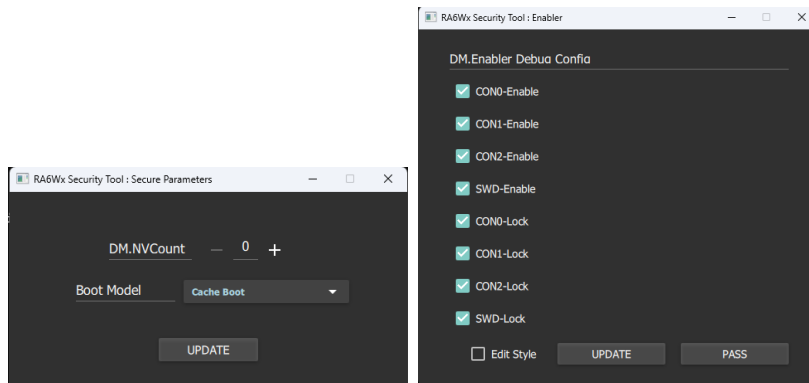 RA6Wx Security Tool : Secure Parameters
DM.NVCount
0
Boot Model
Cache Boot
UPDATE
RA6Wx Security Tool : Enabler
DM.Enabler Debug Config
CON0-Enable
CON1-Enable
CON2-Enable
SWD-Enable
CON0-Lock
CON1-Lock
CON2-Lock
SWD-Lock
Edit Style
UPDATE
PASS